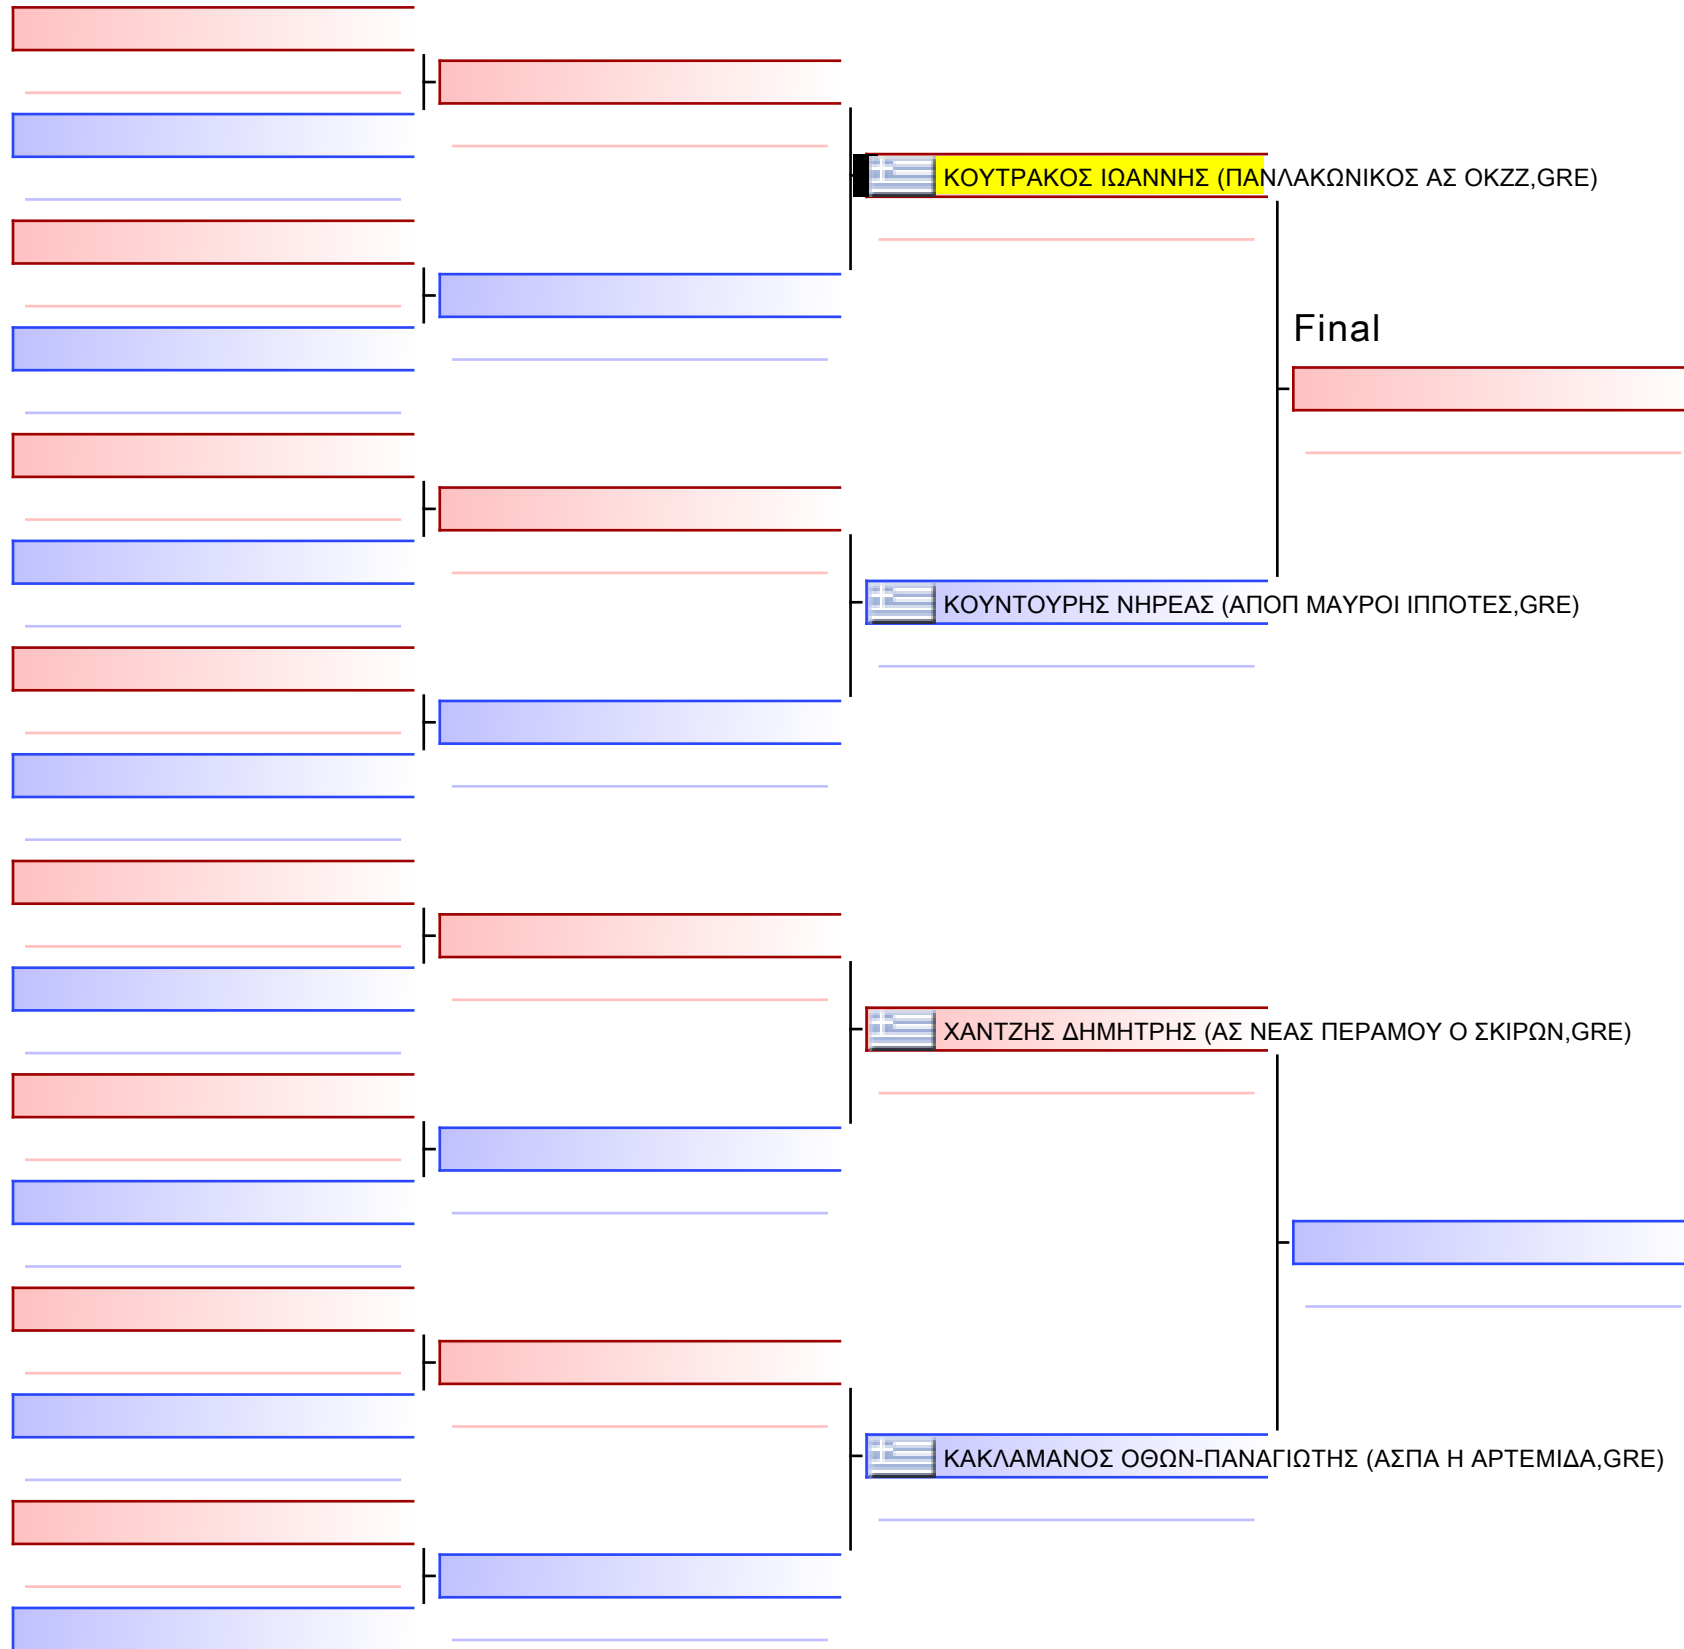 ΚΟΥΤΡΑΚΟΣ ΙΩΑΝΝΗΣ (ΠΑΝΛΑΚΩΝΙΚΟΣ ΑΣ ΟΚΖΖ,GRE)
Final
ΚΟΥΝΤΟΥΡΗΣ ΝΗΡΕΑΣ (ΑΠΟΠ ΜΑΥΡΟΙ ΙΠΠΟΤΕΣ,GRE)
ΧΑΝΤΖΗΣ ΔΗΜΗΤΡΗΣ (ΑΣ ΝΕΑΣ ΠΕΡΑΜΟΥ Ο ΣΚΙΡΩΝ,GRE)
ΚΑΚΛΑΜΑΝΟΣ ΟΘΩΝ-ΠΑΝΑΓΙΩΤΗΣ (ΑΣΠΑ Η ΑΡΤΕΜΙΔΑ,GRE)